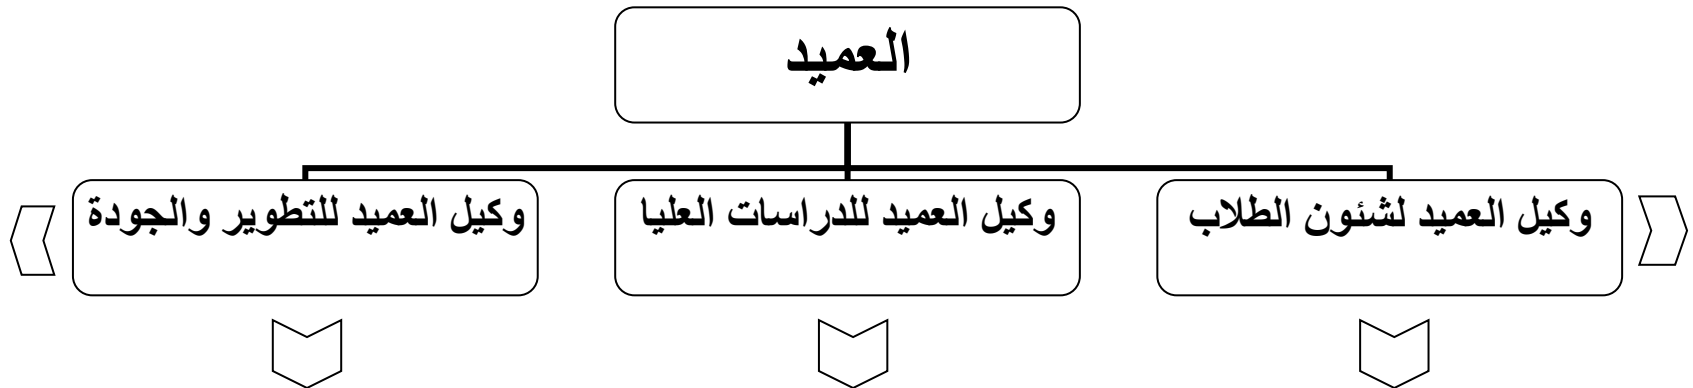 العميد
وكيل العميد لشئون الطلاب
وكيل العميد للدراسات العليا
وكيل العميد للتطوير والجودة